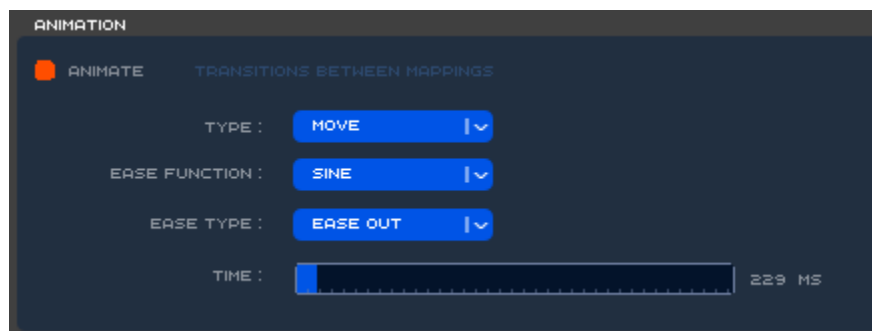 ANIMATION
ANIMATE TRANSITIONS BETWEEN MAPPINGS
TYPE : MOVE
EASE FUNCTION : SINE
EASE TYPE : EASE OUT
TIME : 229 MS